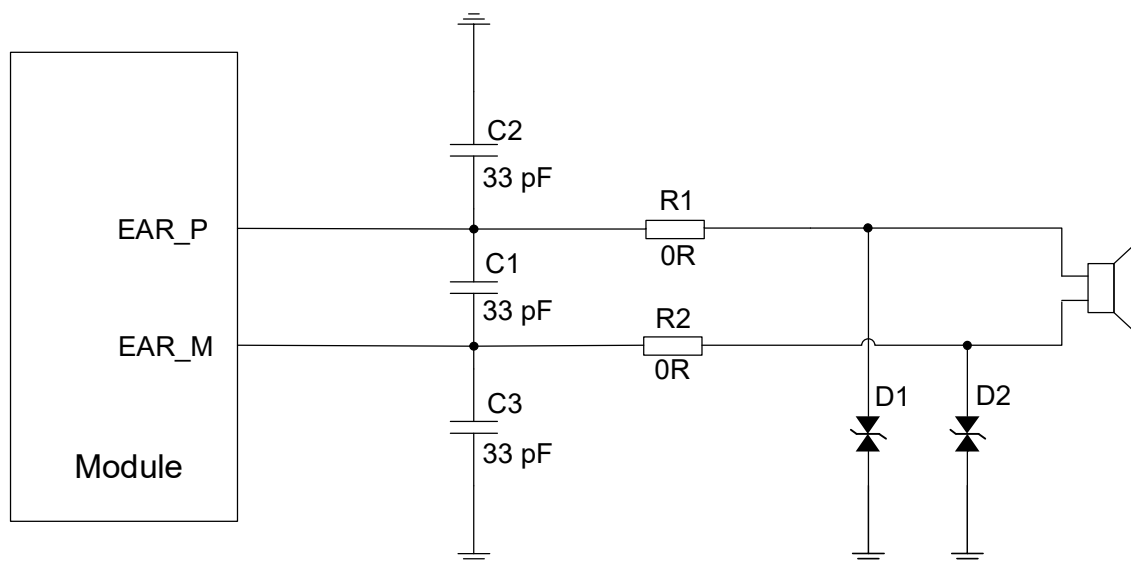 C2
33 pF
R1
EAR_P
0R
C1
33 pF
R2
EAR_M
0R
D1
D2
C3
33 pF
Module